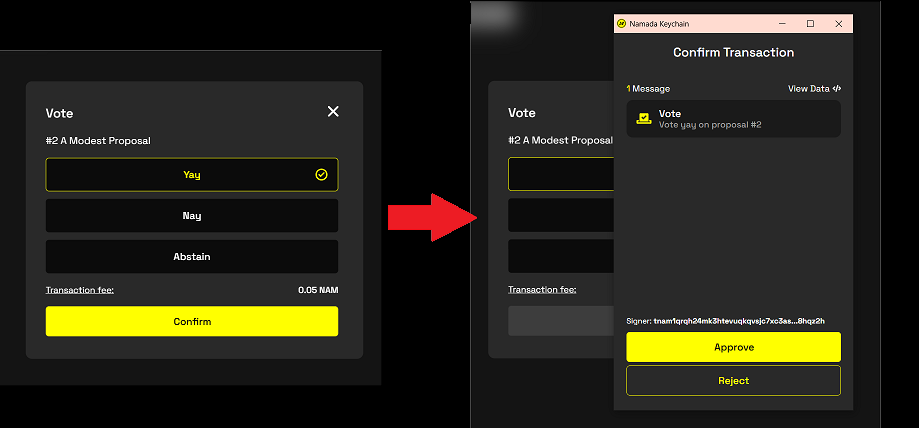 Vote
#2 A Modest Proposal
Yay
Nay
Abstain
Transaction fee: 0.05 NAM
Confirm
Vote
#2 A Modest Proposal
Transaction fee:
Namada Keychain
Confirm Transaction
1 Message View Data </>
Vote
Vote yay on proposal #2
Signer: tnam1qrqh24mk3htevuqkqvsjc7xc3as...8hqz2h
Approve
Reject